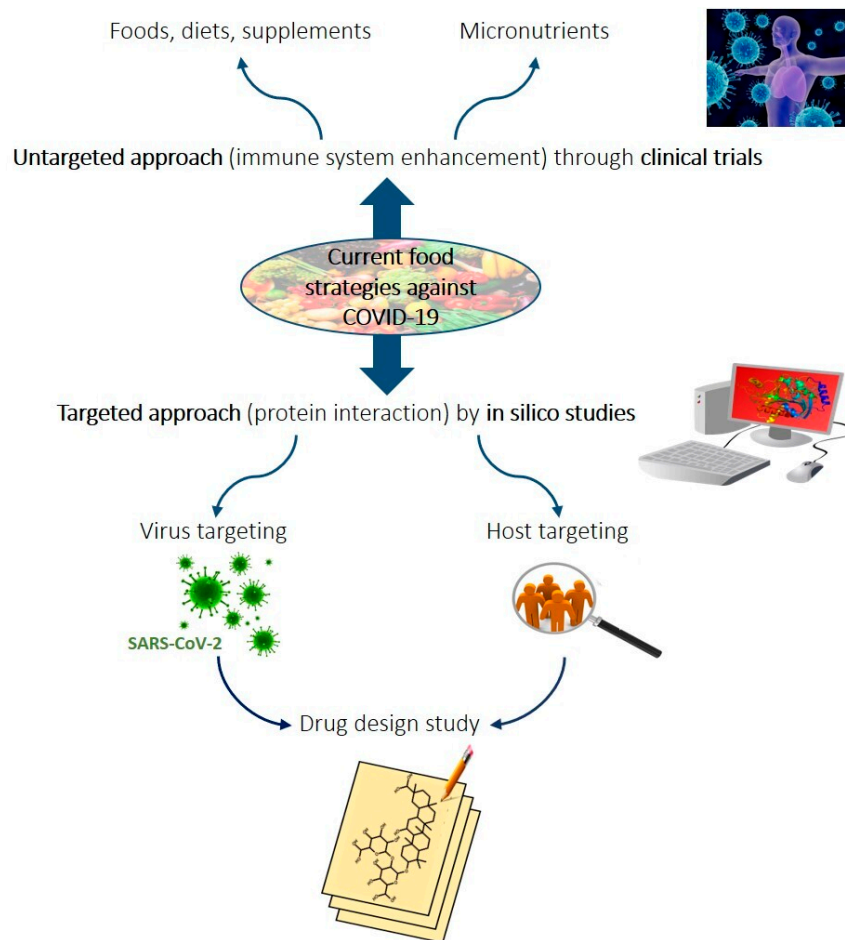 Foods, diets, supplements
Micronutrients
Untargeted approach (immune system enhancement) through clinical trials
Current food
strategies against
COVID-19
Targeted approach (protein interaction) by in silico studies
Virus targeting
Host targeting
SARS-CoV-2
Drug design study